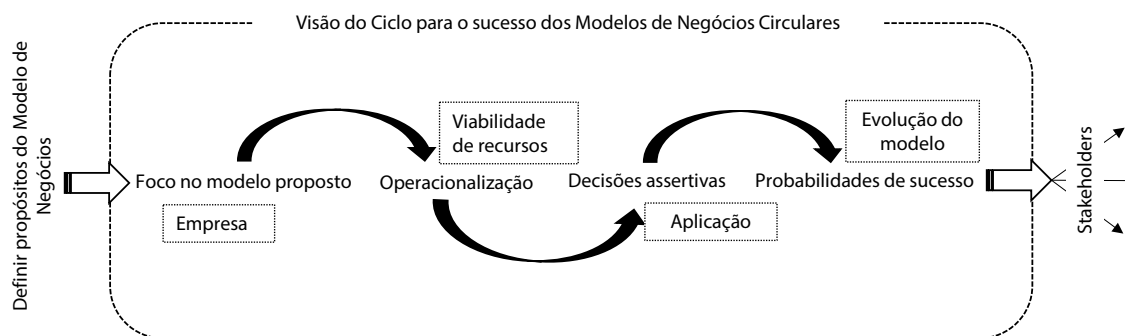 Visão do Ciclo para o sucesso dos Modelos de Negócios Circulares
Definir propósitos do Modelo de
Negócios
Foco no modelo proposto
Empresa
Viabilidade
de recursos
Operacionalização
Decisões assertivas
Aplicação
Evolução do
modelo
Probabilidades de sucesso
Stakeholders